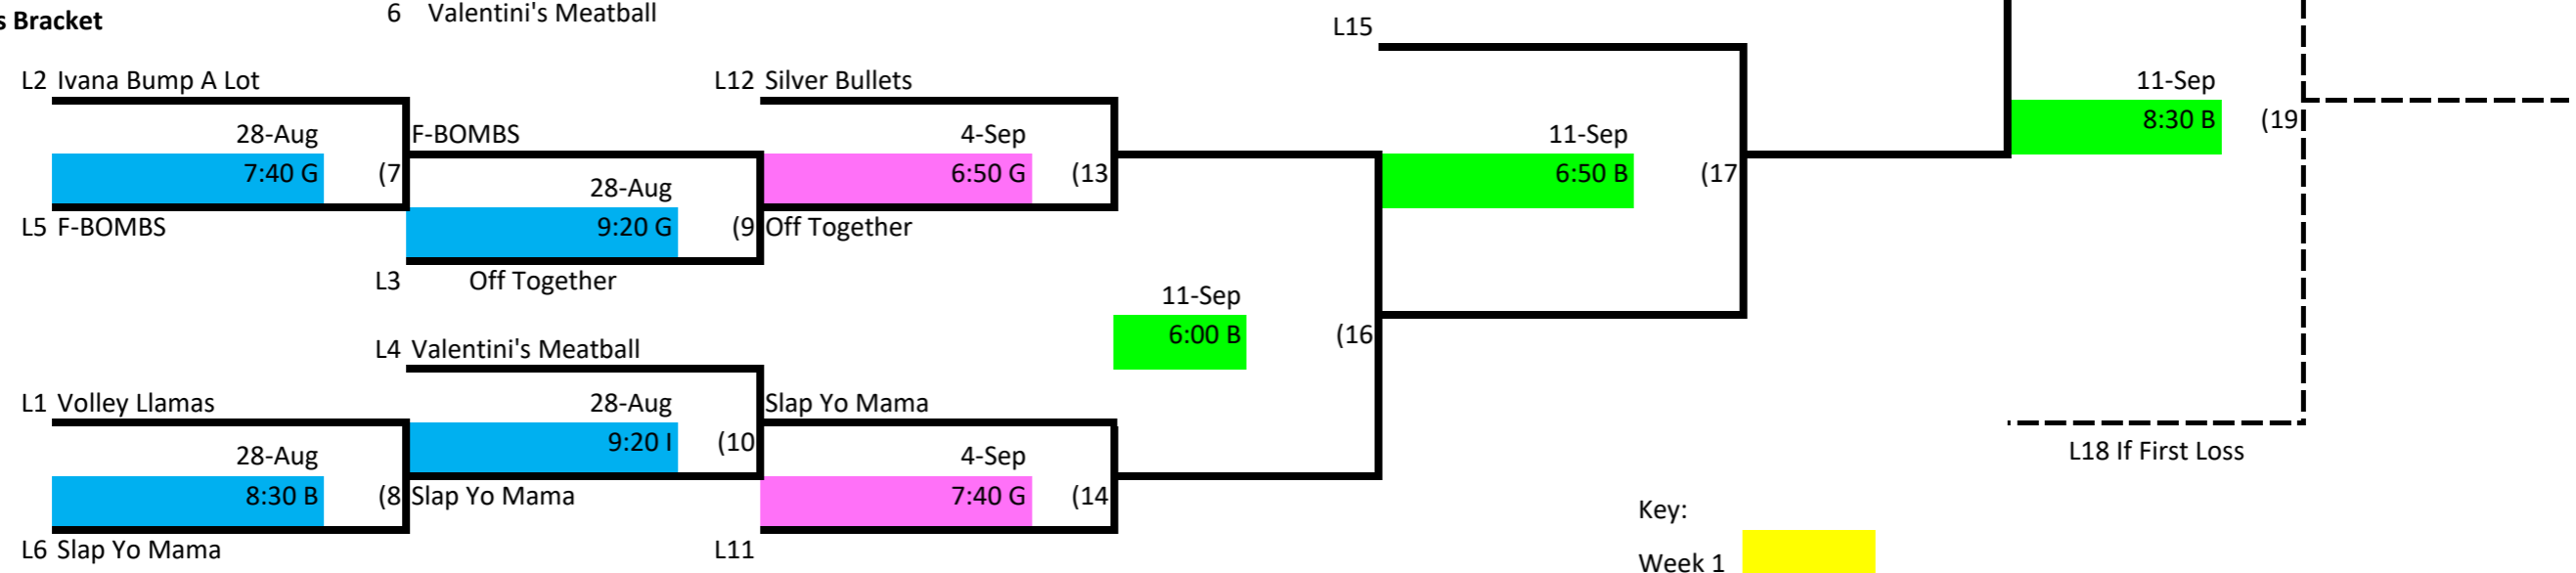 6 Valentini's Meatball
s Bracket
L15
L2 Ivana Bump A Lot
L12 Silver Bullets
11-Sep
8:30 B (19
28-Aug
F-BOMBS
4-Sep
11-Sep
7:40 G (7
6:50 G (13
6:50 B (17
28-Aug
L5 F-BOMBS
9:20 G (9
Off Together
L3 Off Together
11-Sep
6:00 B (16
L4 Valentini's Meatball
L1 Volley Llamas
28-Aug
Slap Yo Mama
9:20 I (10
28-Aug
4-Sep
L18 If First Loss
8:30 B (8
Slap Yo Mama
7:40 G (14
Key:
L6 Slap Yo Mama
L11
Week 1